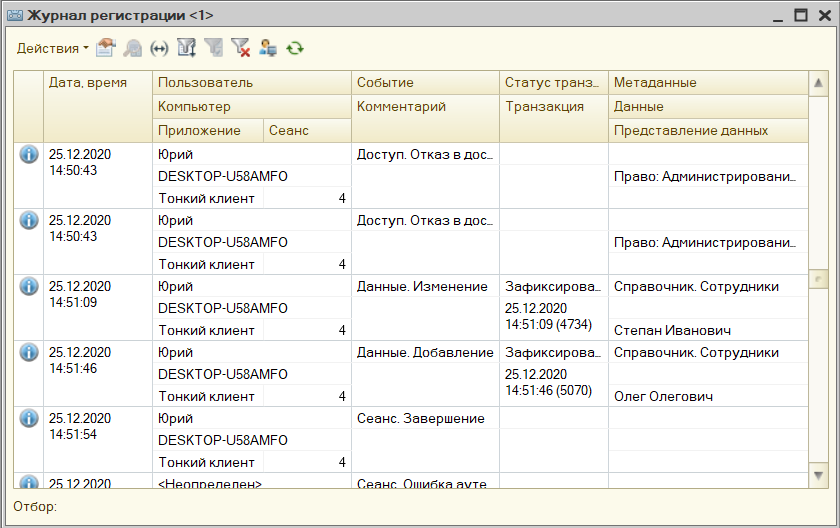 Журнал регистрации <1>
Действия
Дата, время Пользователь Событие Статус транз... Метаданные
Компьютер Комментарий Транзакция Данные
Приложение Сеанс Представление данных
25.12.2020 Юрий Доступ. Отказ в дос...
14:50:43 DESKTOP-U58AMFO Право: Администрировани...
Тонкий клиент 4
25.12.2020 Юрий Доступ. Отказ в дос...
14:50:43 DESKTOP-U58AMFO Право: Администрировани...
Тонкий клиент 4
25.12.2020 Юрий Данные. Изменение Зафиксирова... Справочник. Сотрудники
14:51:09 DESKTOP-U58AMFO 25.12.2020
Тонкий клиент 4 14:51:09 (4734) Степан Иванович
25.12.2020 Юрий Данные. Добавление Зафиксирова... Справочник. Сотрудники
14:51:46 DESKTOP-U58AMFO 25.12.2020
Тонкий клиент 4 14:51:46 (5070) Олег Олегович
25.12.2020 Юрий Сеанс. Завершение
14:51:54 DESKTOP-U58AMFO
Тонкий клиент 4
25.12.2020 <Неопределен> Сеанс. Ошибка ауте
Отбор: